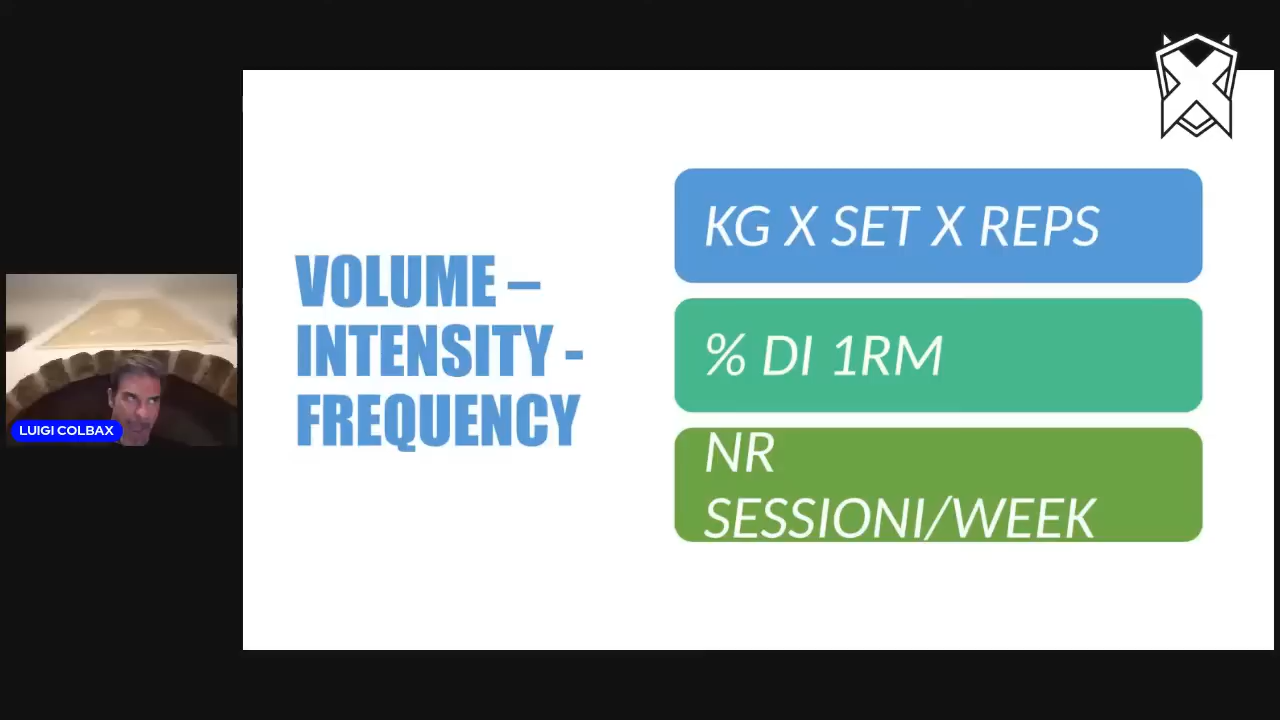 VOLUME –
INTENSITY -
FREQUENCY
KG X SET X REPS
% DI 1RM
NR
SESSIONI/WEEK
LUIGI COLBAX